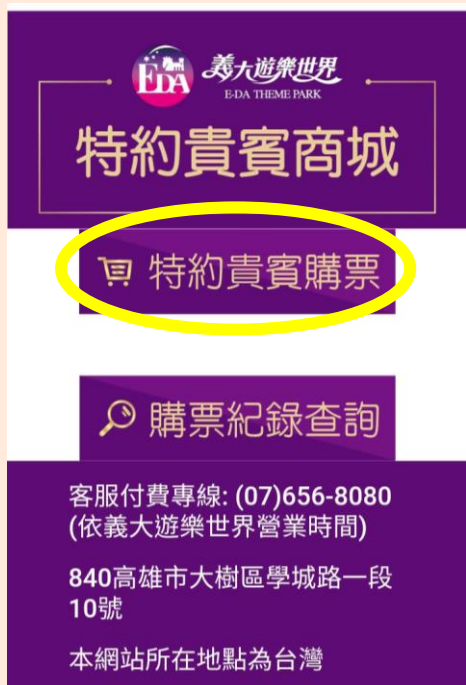 EDA 義大遊樂世界
E-DA THEME PARK
特約貴賓商城
特約貴賓購票
購票紀錄查詢
客服付費專線: (07)656-8080
(依義大遊樂世界營業時間)
840高雄市大樹區學城路一段
10號
本網站所在地點為台灣